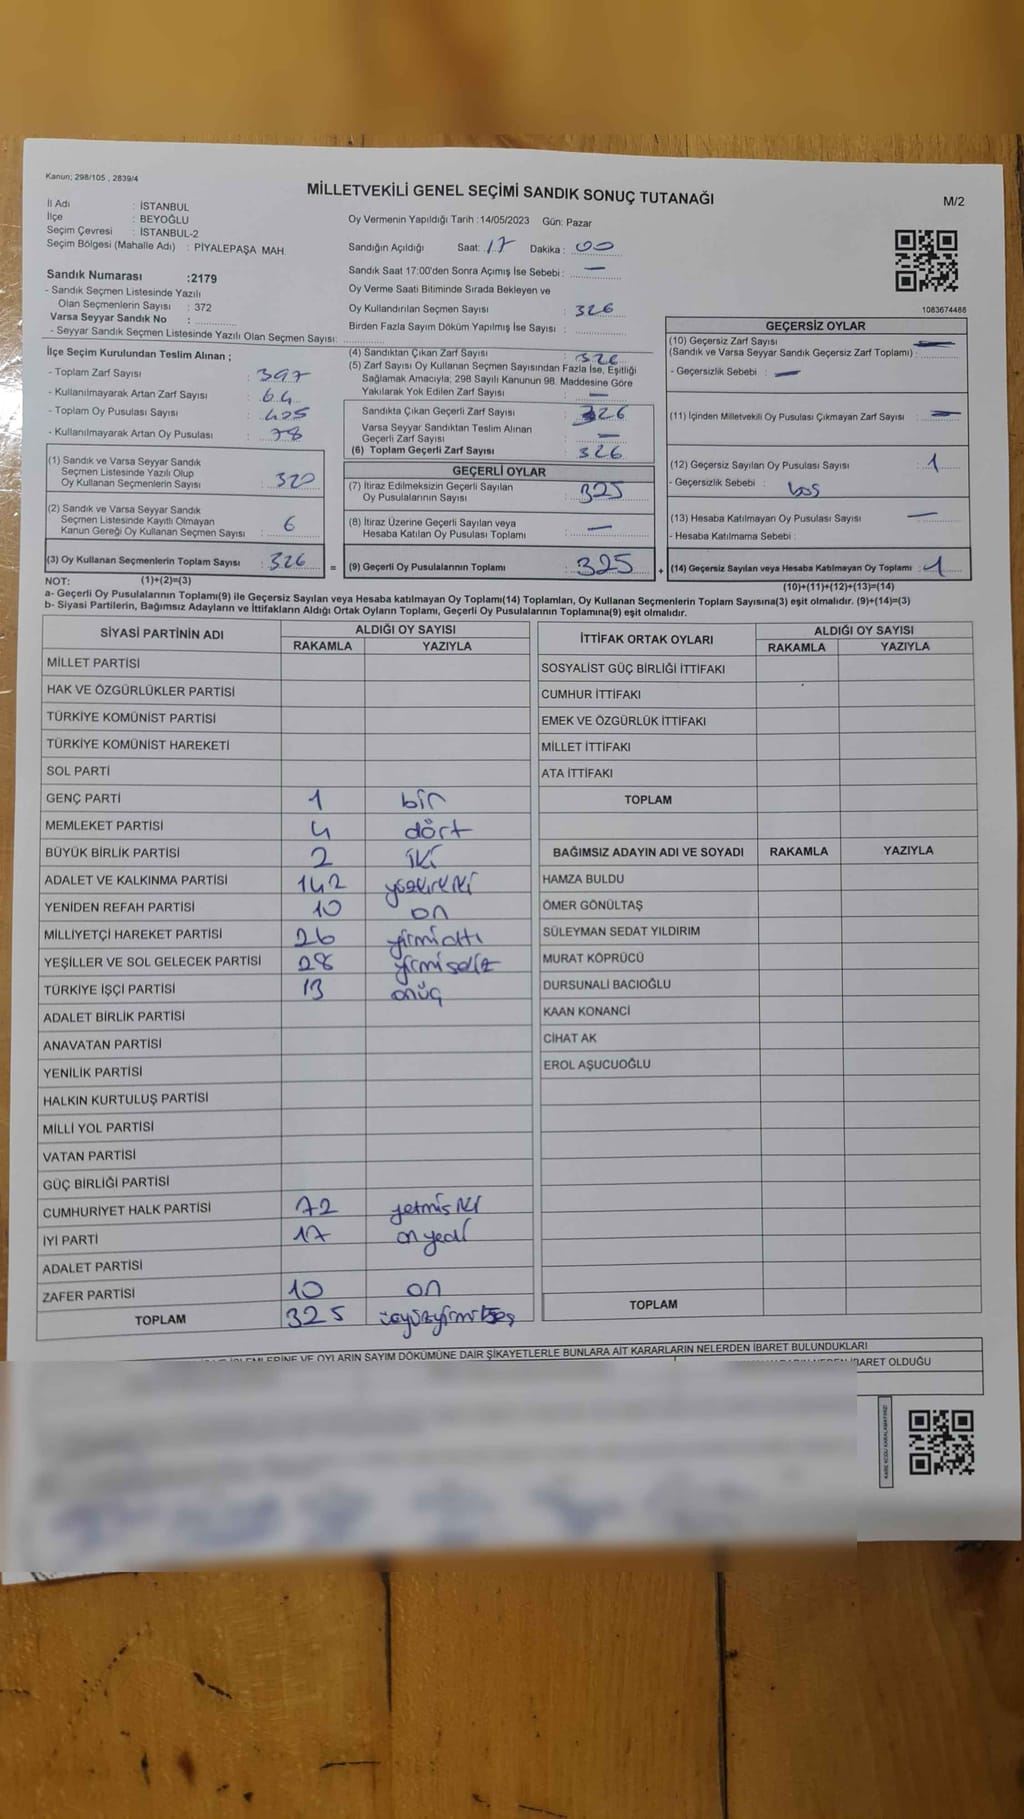 Kanun; 298/105 , 2839/4
MİLLETVEKİLİ GENEL SEÇİMİ SANDIK SONUÇ TUTANAĞI
M/2
İl Adı : İSTANBUL
İlçe : BEYOĞLU
Seçim Çevresi : İSTANBUL-2
Seçim Bölgesi (Mahalle Adı) : PİYALEPAŞA MAH.
Sandık Numarası :2179
- Sandık Seçmen Listesinde Yazılı
Olan Seçmenlerin Sayısı : 372
Varsa Seyyar Sandık No :
- Seyyar Sandık Seçmen Listesinde Yazılı Olan Seçmen Sayısı:
Oy Vermenin Yapıldığı Tarih :14/05/2023 Gün: Pazar
Sandığın Açıldığı Saat: 17 Dakika : 00
Sandık Saat 17:00'den Sonra Açımış İse Sebebi : —
Oy Verme Saati Bitiminde Sırada Bekleyen ve
Oy Kullandırılan Seçmen Sayısı : 326
Birden Fazla Sayım Döküm Yapılmış İse Sayısı :
1083674486
İlçe Seçim Kurulundan Teslim Alınan ;
- Toplam Zarf Sayısı : 397
- Kullanılmayarak Artan Zarf Sayısı : 64
- Toplam Oy Pusulası Sayısı : 425
- Kullanılmayarak Artan Oy Pusulası : 78
(1) Sandık ve Varsa Seyyar Sandık
Seçmen Listesinde Yazılı Olup
Oy Kullanan Seçmenlerin Sayısı : 320
(2) Sandık ve Varsa Seyyar Sandık
Seçmen Listesinde Kayıtlı Olmayan
Kanun Gereği Oy Kullanan Seçmen Sayısı : 6
(3) Oy Kullanan Seçmenlerin Toplam Sayısı : 326 =
(4) Sandıktan Çıkan Zarf Sayısı : 326
(5) Zarf Sayısı Oy Kullanan Seçmen Sayısından Fazla İse, Eşitliği
Sağlamak Amacıyla; 298 Sayılı Kanunun 98. Maddesine Göre
Yakılarak Yok Edilen Zarf Sayısı : —
Sandıkta Çıkan Geçerli Zarf Sayısı : 326
Varsa Seyyar Sandıktan Teslim Alınan
Geçerli Zarf Sayısı : —
(6) Toplam Geçerli Zarf Sayısı : 326
GEÇERLİ OYLAR
(7) İtiraz Edilmeksizin Geçerli Sayılan
Oy Pusulalarının Sayısı : 325
(8) İtiraz Üzerine Geçerli Sayılan veya
Hesaba Katılan Oy Pusulası Toplamı : —
(9) Geçerli Oy Pusulalarının Toplamı : 325 +
GEÇERSİZ OYLAR
(10) Geçersiz Zarf Sayısı
(Sandık ve Varsa Seyyar Sandık Geçersiz Zarf Toplamı) : —
- Geçersizlik Sebebi : —
(11) İçinden Milletvekili Oy Pusulası Çıkmayan Zarf Sayısı : —
(12) Geçersiz Sayılan Oy Pusulası Sayısı : 1
- Geçersizlik Sebebi : boş
(13) Hesaba Katılmayan Oy Pusulası Sayısı : —
- Hesaba Katılmama Sebebi :
(14) Geçersiz Sayılan veya Hesaba Katılmayan Oy Toplamı : 1
NOT: (1)+(2)=(3)
(10)+(11)+(12)+(13)=(14)
a- Geçerli Oy Pusulalarının Toplamı(9) ile Geçersiz Sayılan veya Hesaba katılmayan Oy Toplamı(14) Toplamları, Oy Kullanan Seçmenlerin Toplam Sayısına(3) eşit olmalıdır. (9)+(14)=(3)
b- Siyasi Partilerin, Bağımsız Adayların ve İttifakların Aldığı Ortak Oyların Toplamı, Geçerli Oy Pusulalarının Toplamına(9) eşit olmalıdır.
SİYASİ PARTİNİN ADI ALDIĞI OY SAYISI
RAKAMLA YAZIYLA
MİLLET PARTİSİ
HAK VE ÖZGÜRLÜKLER PARTİSİ
TÜRKİYE KOMÜNİST PARTİSİ
TÜRKİYE KOMÜNİST HAREKETİ
SOL PARTİ
GENÇ PARTİ 1 bir
MEMLEKET PARTİSİ 4 dört
BÜYÜK BİRLİK PARTİSİ 2 iki
ADALET VE KALKINMA PARTİSİ 142 yüzkırkiki
YENİDEN REFAH PARTİSİ 10 on
MİLLİYETÇİ HAREKET PARTİSİ 26 yirmialtı
YEŞİLLER VE SOL GELECEK PARTİSİ 28 yirmisekiz
TÜRKİYE İŞÇİ PARTİSİ 13 onüç
ADALET BİRLİK PARTİSİ
ANAVATAN PARTİSİ
YENİLİK PARTİSİ
HALKIN KURTULUŞ PARTİSİ
MİLLİ YOL PARTİSİ
VATAN PARTİSİ
GÜÇ BİRLİĞİ PARTİSİ
CUMHURİYET HALK PARTİSİ 72 yetmiş iki
İYİ PARTİ 17 on yedi
ADALET PARTİSİ
ZAFER PARTİSİ 10 on
TOPLAM 325 üçyüzyirmibeş
İTTİFAK ORTAK OYLARI ALDIĞI OY SAYISI
RAKAMLA YAZIYLA
SOSYALİST GÜÇ BİRLİĞİ İTTİFAKI
CUMHUR İTTİFAKI
EMEK VE ÖZGÜRLÜK İTTİFAKI
MİLLET İTTİFAKI
ATA İTTİFAKI
TOPLAM
BAĞIMSIZ ADAYIN ADI VE SOYADI RAKAMLA YAZIYLA
HAMZA BULDU
ÖMER GÖNÜLTAŞ
SÜLEYMAN SEDAT YILDIRIM
MURAT KÖPRÜCÜ
DURSUNALİ BACIOĞLU
KAAN KONANCİ
CİHAT AK
EROL AŞUCUOĞLU
TOPLAM
VE OYLARIN SAYIM DÖKÜMÜNE DAİR ŞİKAYETLERLE BUNLARA AİT KARARLARIN NELERDEN İBARET BULUNDUKLARI
İBARET OLDUĞU
KARE KODU KARALAMAYINIZ!